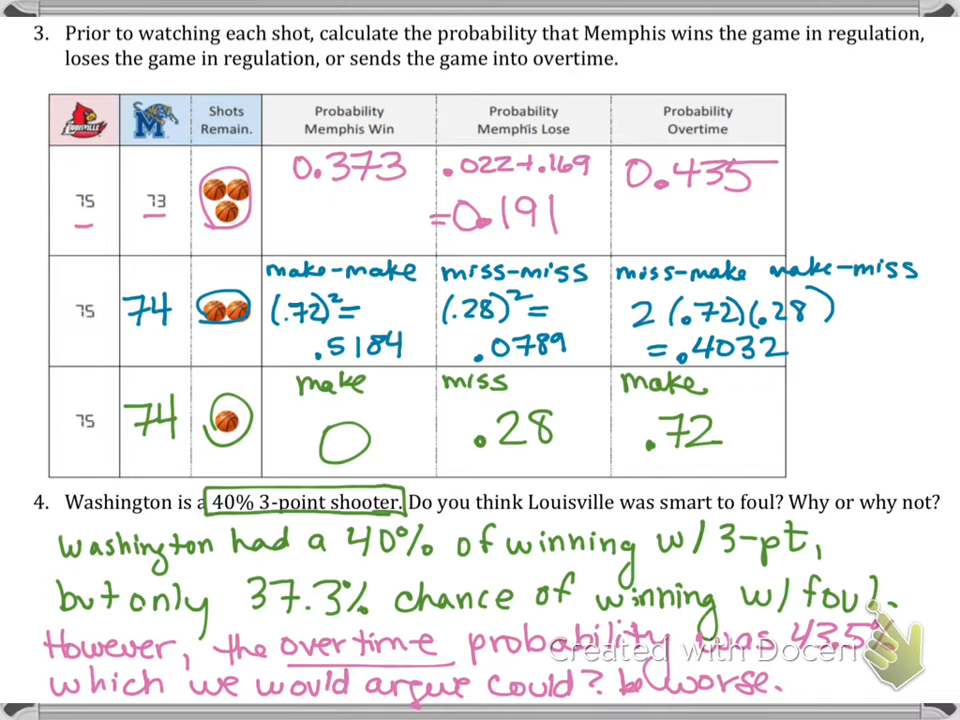 3. Prior to watching each shot, calculate the probability that Memphis wins the game in regulation,
loses the game in regulation, or sends the game into overtime.
LOUISVILLE M Shots Remain. Probability Memphis Win Probability Memphis Lose Probability Overtime
75 73 0.373 .022+.169 =0.191 0.435
make-make miss-miss miss-make make-miss
75 74 (.72)²= (.28)²= 2(.72)(.28)
.5184 .0789 =.4032
make miss make
75 74 0 .28 .72
4. Washington is a 40% 3-point shooter. Do you think Louisville was smart to foul? Why or why not?
Washington had a 40% of winning w/ 3-pt,
but only 37.3% chance of winning w/ foul.
However, the overtime probability was 43.5%
Created with Doceri
which we would argue could? be worse.